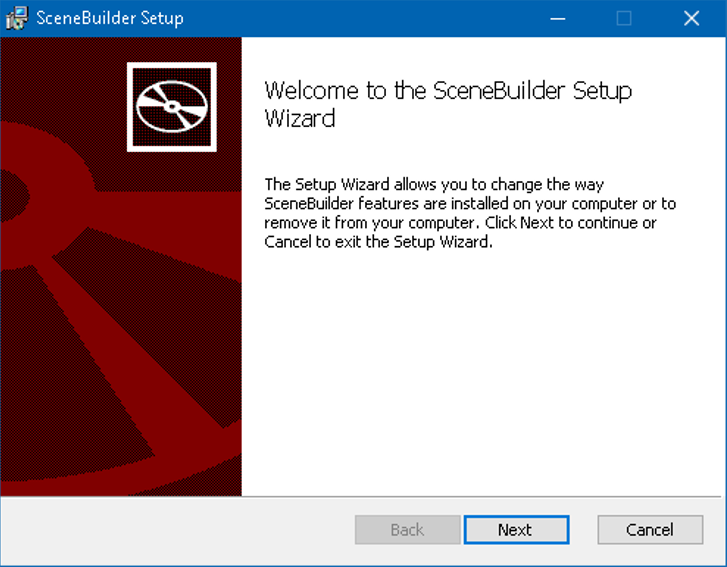 SceneBuilder Setup
Welcome to the SceneBuilder Setup
Wizard
The Setup Wizard allows you to change the way
SceneBuilder features are installed on your computer or to
remove it from your computer. Click Next to continue or
Cancel to exit the Setup Wizard.
Back
Next
Cancel